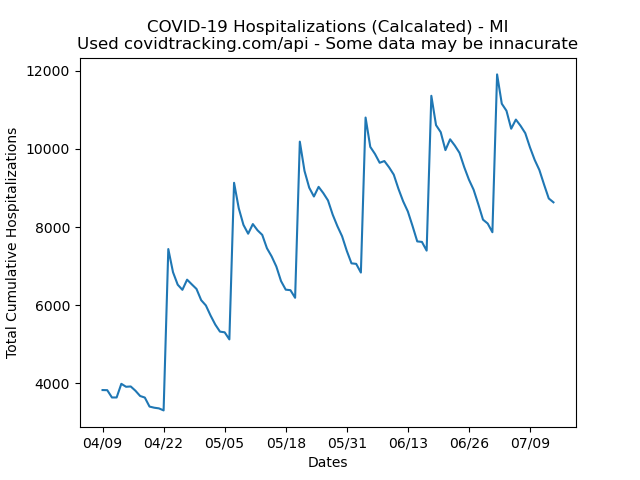 COVID-19 Hospitalizations (Calcalated) - MI
Used covidtracking.com/api - Some data may be innacurate
Total Cumulative Hospitalizations
12000
10000
8000
6000
4000
04/09 04/22 05/05 05/18 05/31 06/13 06/26 07/09
Dates